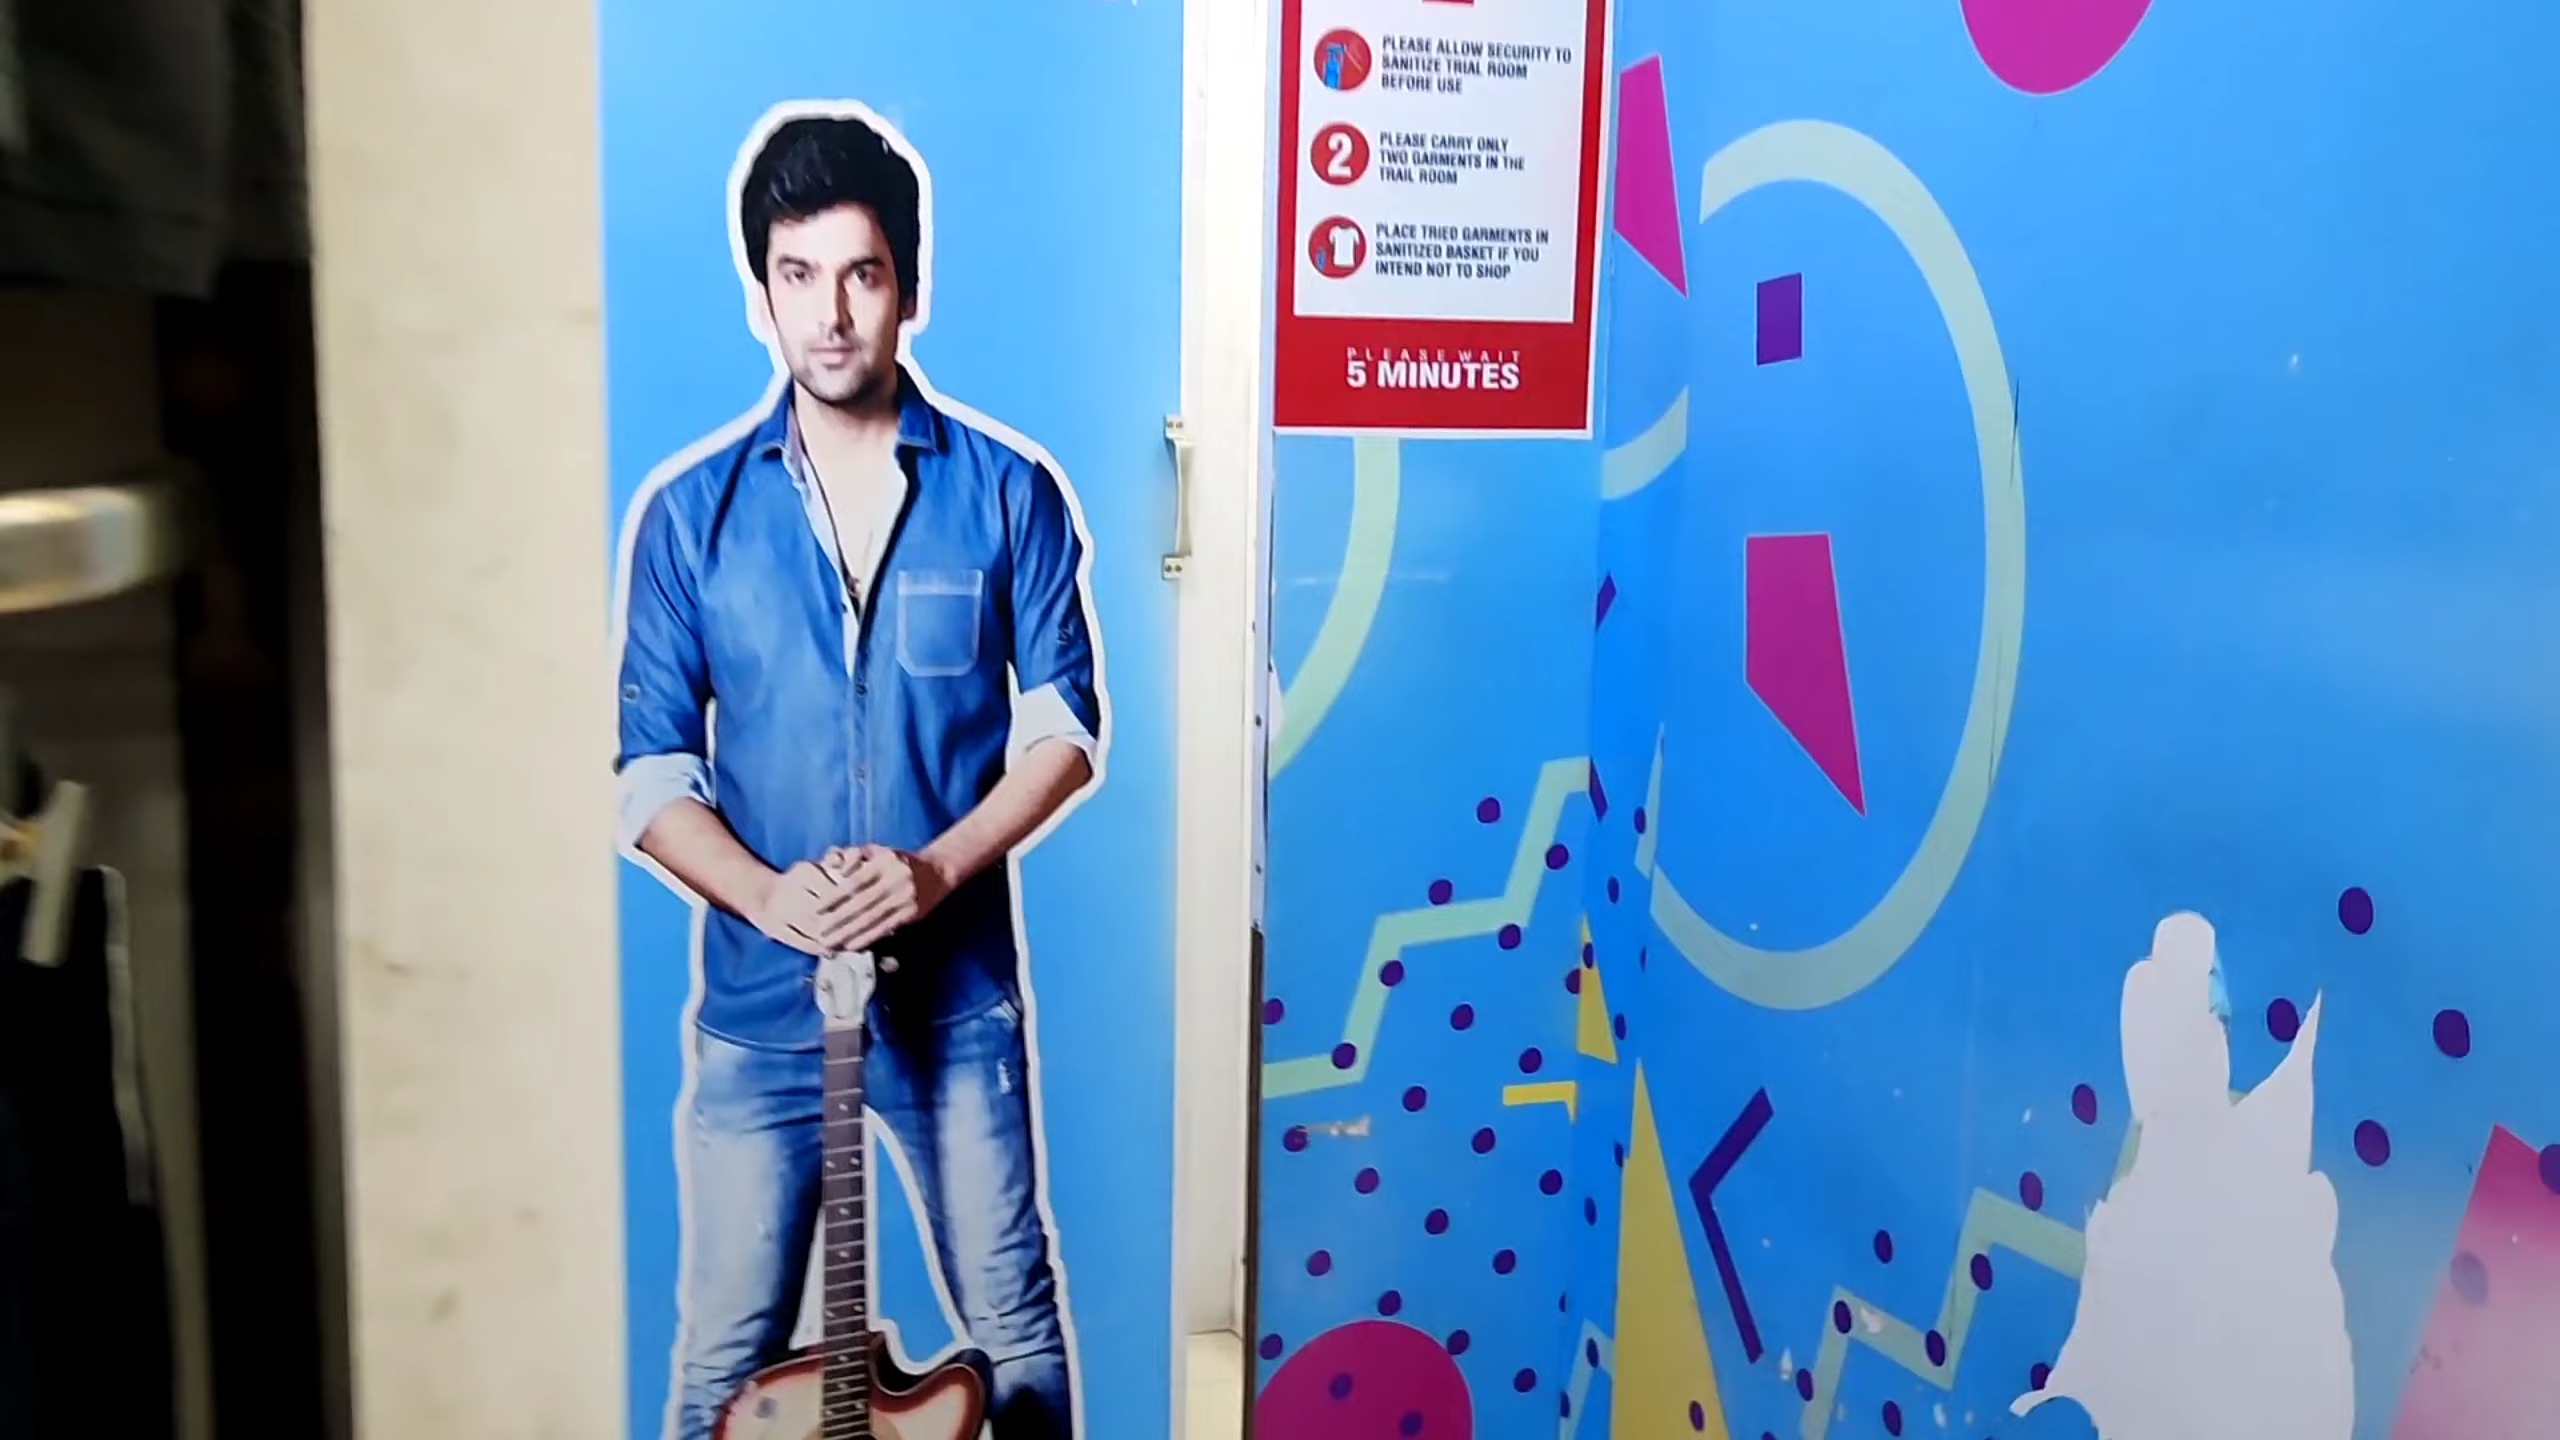 PLEASE ALLOW SECURITY TO
SANITIZE TRIAL ROOM
BEFORE USE
2
PLEASE CARRY ONLY
TWO GARMENTS IN THE
TRAIL ROOM
PLACE TRIED GARMENTS IN
SANITIZED BASKET IF YOU
INTEND NOT TO SHOP
PLEASE WAIT
5 MINUTES